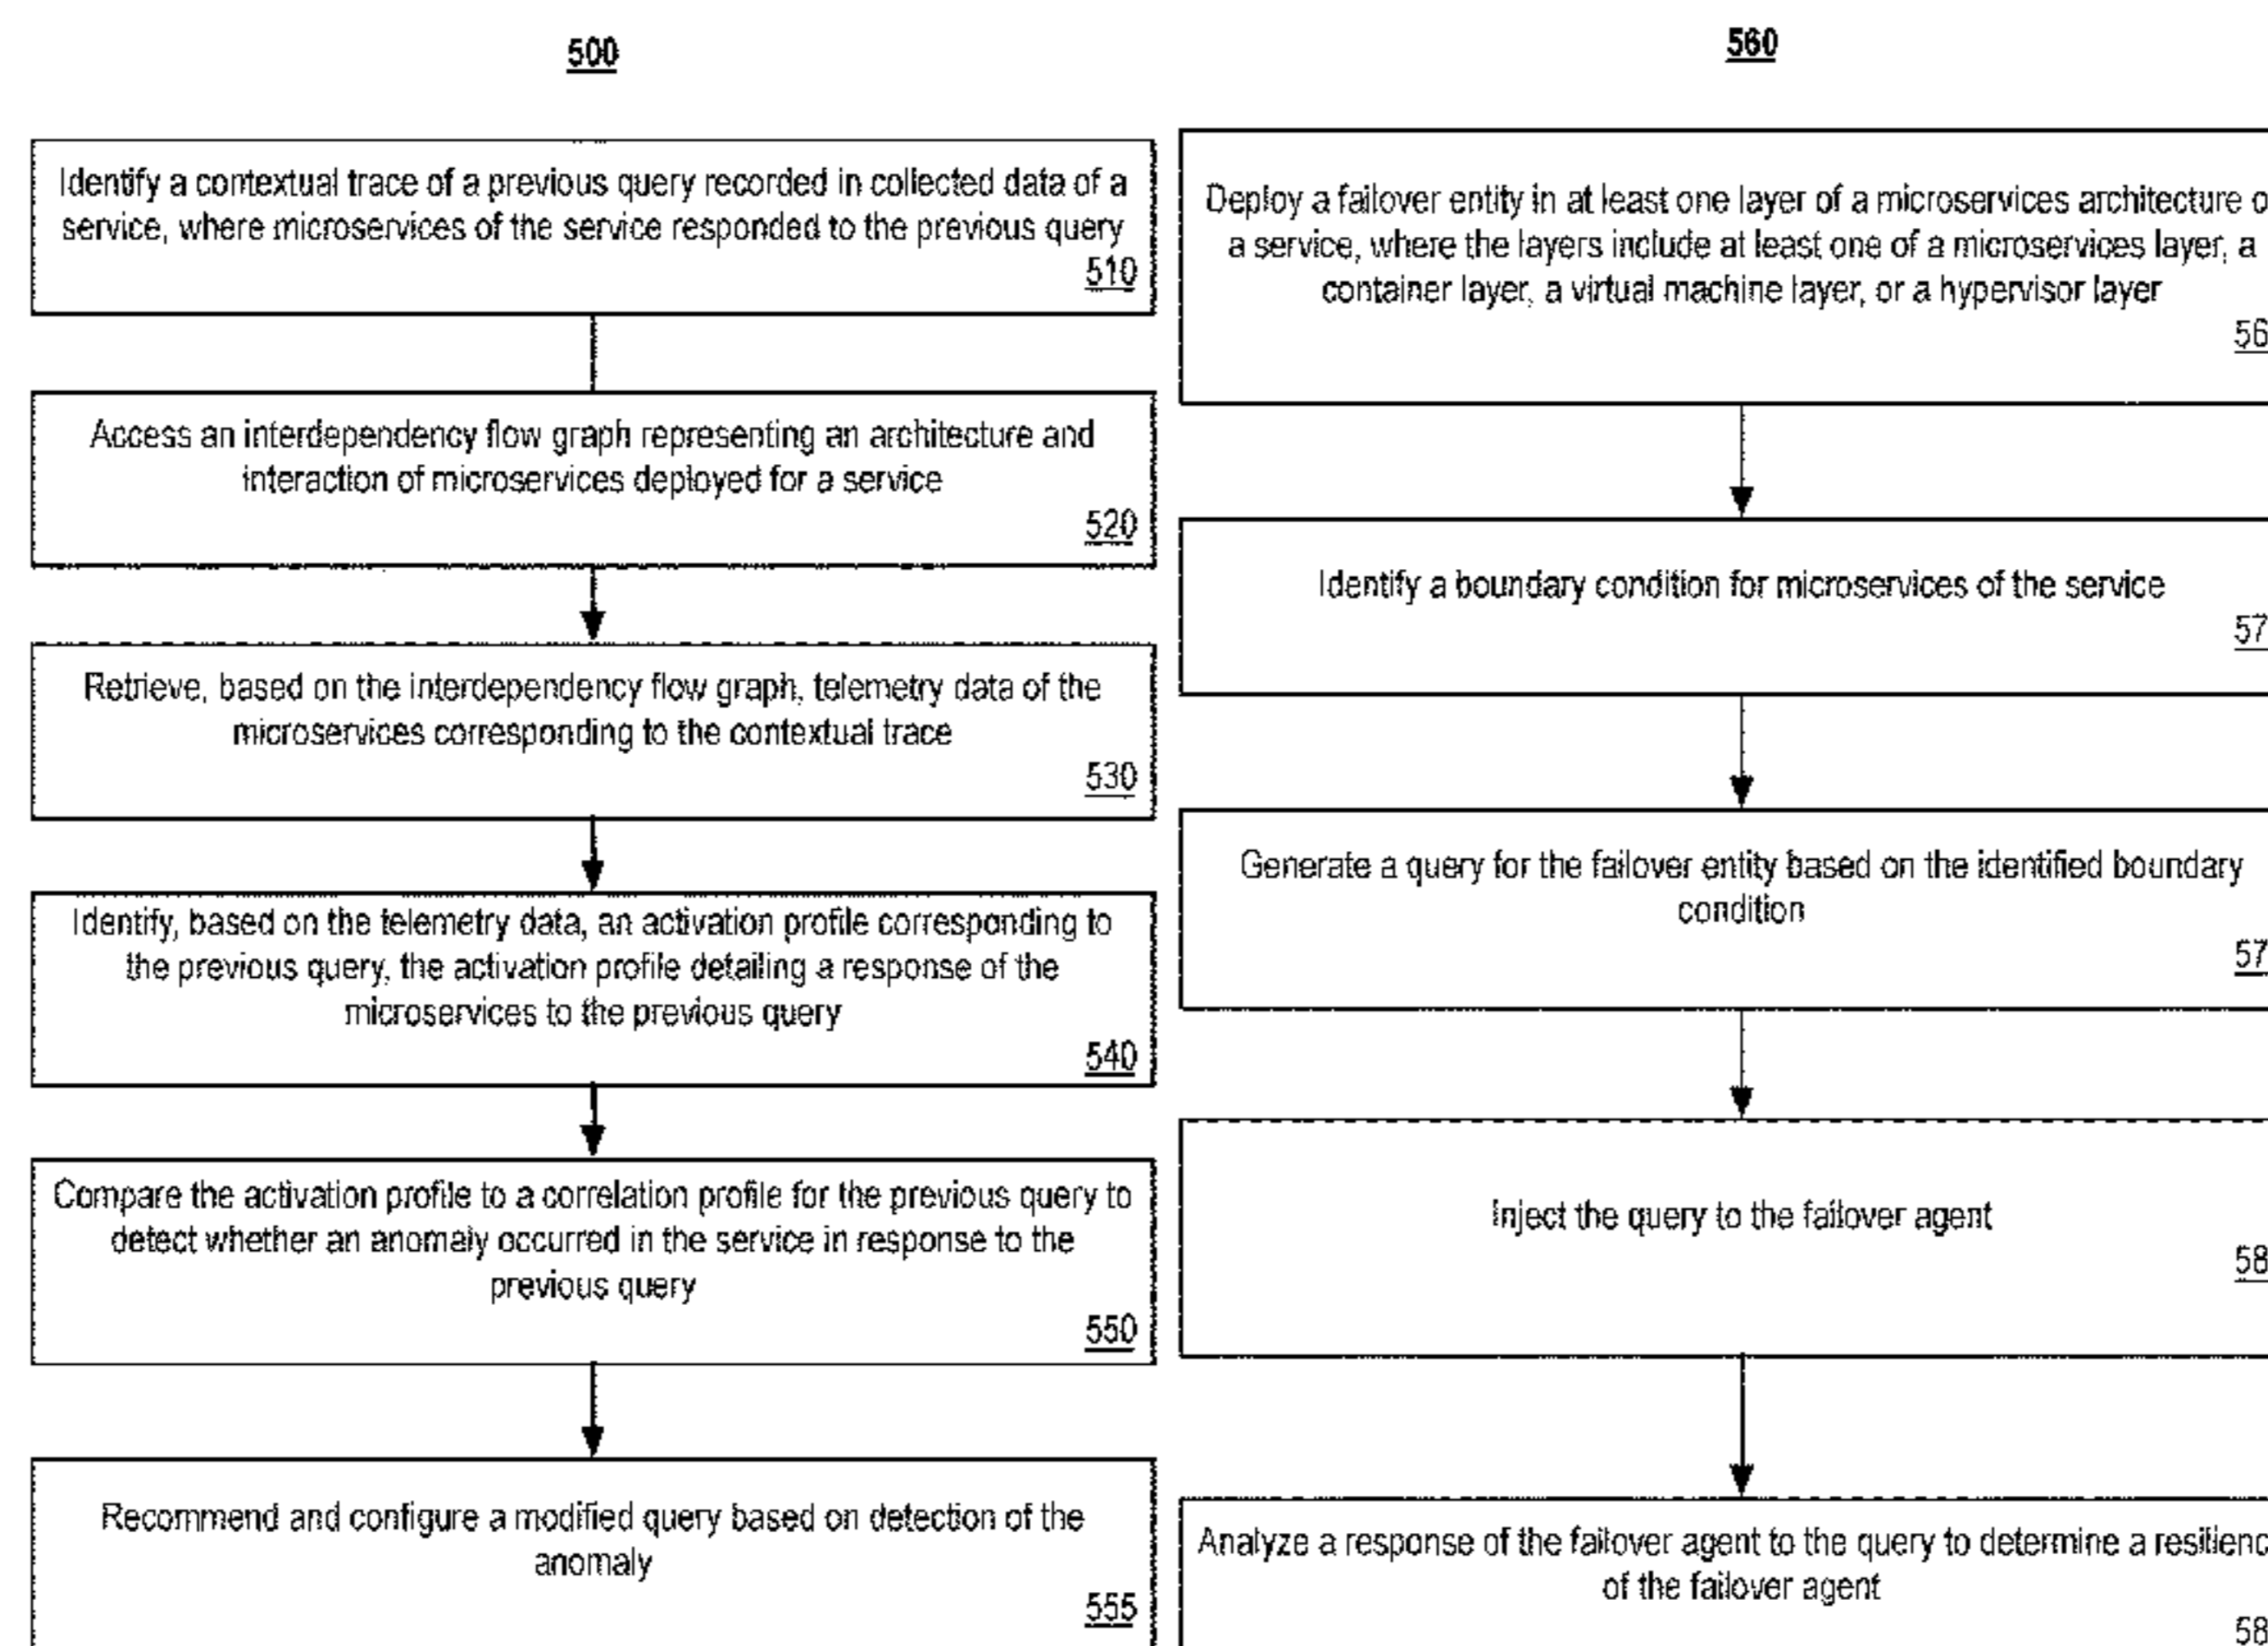 500
Identify a contextual trace of a previous query recorded in collected data of a
service, where microservices of the service responded to the previous query
510
Access an interdependency flow graph representing an architecture and
interaction of microservices deployed for a service
520
Retrieve, based on the interdependency flow graph, telemetry data of the
microservices corresponding to the contextual trace
530
Identify, based on the telemetry data, an activation profile corresponding to
the previous query, the activation profile detailing a response of the
microservices to the previous query
540
Compare the activation profile to a correlation profile for the previous query to
detect whether an anomaly occurred in the service in response to the
previous query
550
Recommend and configure a modified query based on detection of the
anomaly
555
560
Deploy a failover entity in at least one layer of a microservices architecture
a service, where the layers include at least one of a microservices layer, a
container layer, a virtual machine layer, or a hypervisor layer
Identify a boundary condition for microservices of the service
Generate a query for the failover entity based on the identified boundary
condition
Inject the query to the failover agent
Analyze a response of the failover agent to the query to determine a
of the failover agent